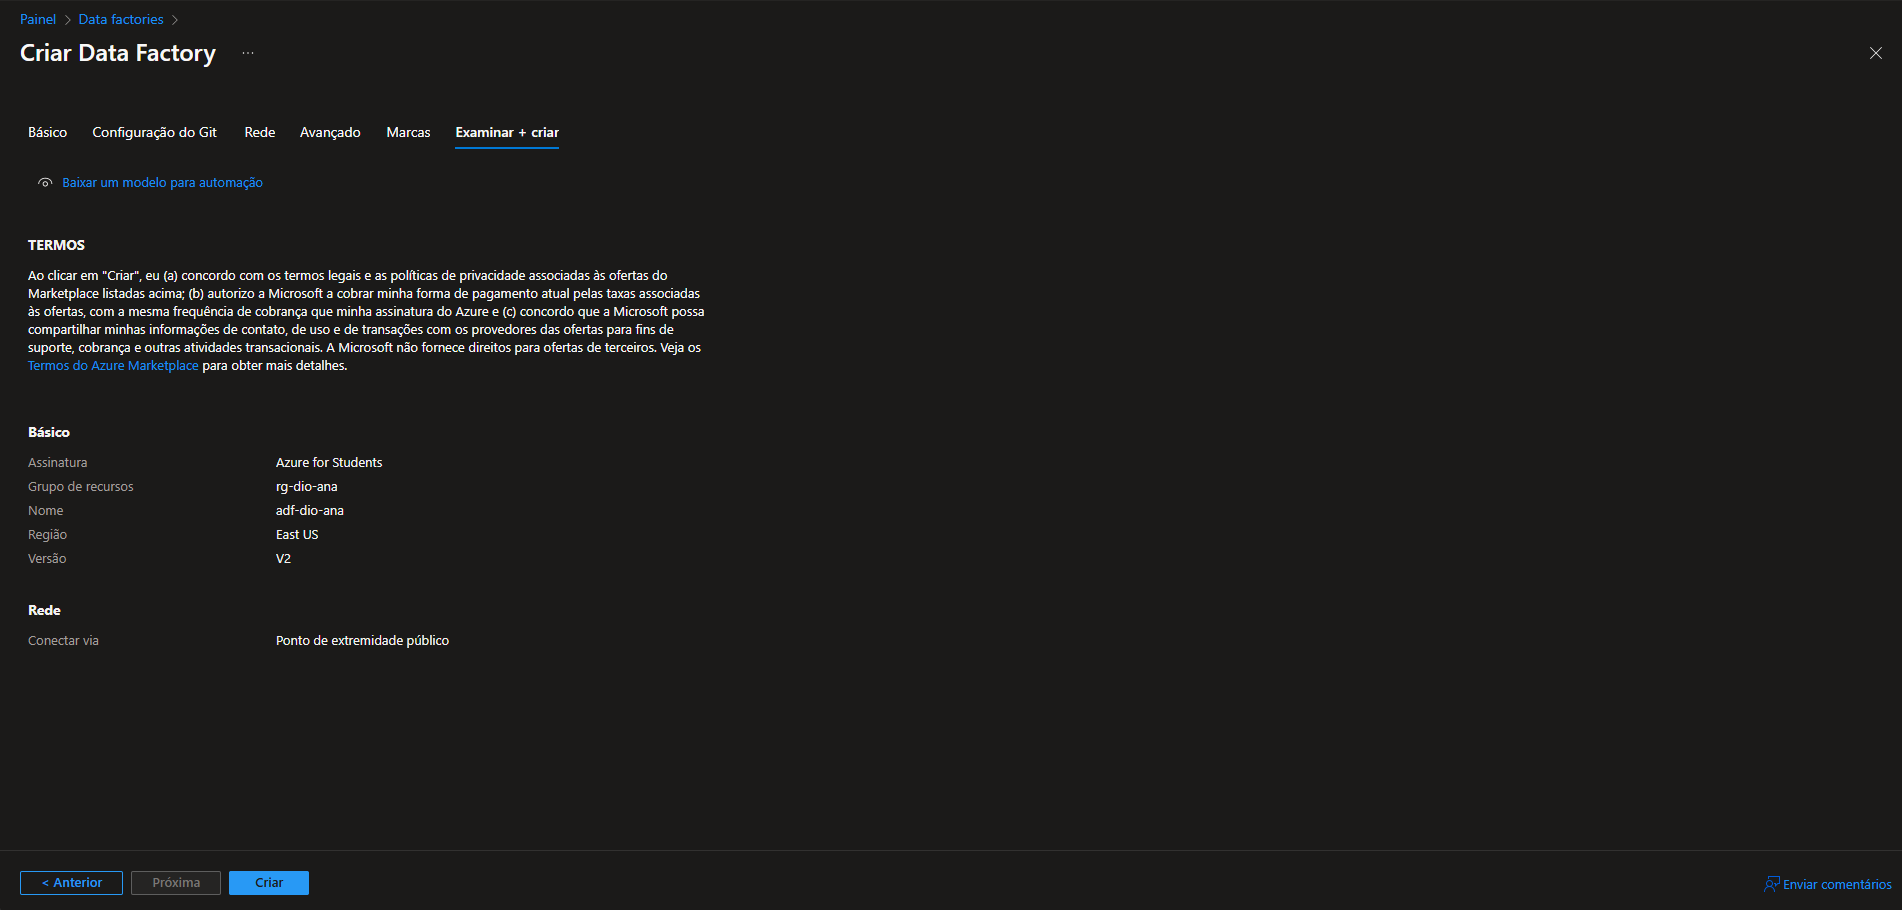 Painel > Data factories >
Criar Data Factory ...
Básico Configuração do Git Rede Avançado Marcas Examinar + criar
Baixar um modelo para automação
TERMOS
Ao clicar em "Criar", eu (a) concordo com os termos legais e as políticas de privacidade associadas às ofertas do
Marketplace listadas acima; (b) autorizo a Microsoft a cobrar minha forma de pagamento atual pelas taxas associadas
às ofertas, com a mesma frequência de cobrança que minha assinatura do Azure e (c) concordo que a Microsoft possa
compartilhar minhas informações de contato, de uso e de transações com os provedores das ofertas para fins de
suporte, cobrança e outras atividades transacionais. A Microsoft não fornece direitos para ofertas de terceiros. Veja os
Termos do Azure Marketplace para obter mais detalhes.
Básico
Assinatura Azure for Students
Grupo de recursos rg-dio-ana
Nome adf-dio-ana
Região East US
Versão V2
Rede
Conectar via Ponto de extremidade público
< Anterior Próxima Criar Enviar comentários